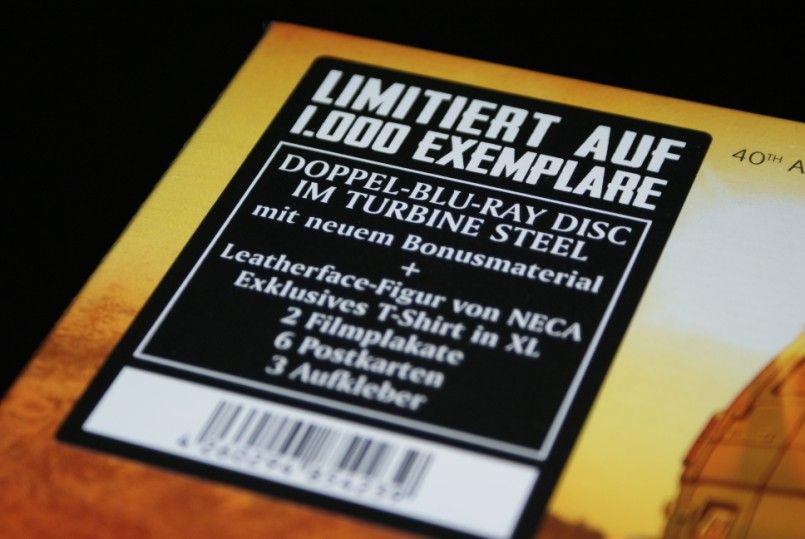 LIMITIERT AUF
1.000 EXEMPLARE
DOPPEL-BLU-RAY DISC
IM TURBINE STEEL
mit neuem Bonusmaterial
+
Leatherface-Figur von NECA
Exklusives T-Shirt in XL
2 Filmplakate
6 Postkarten
3 Aufkleber
40TH A